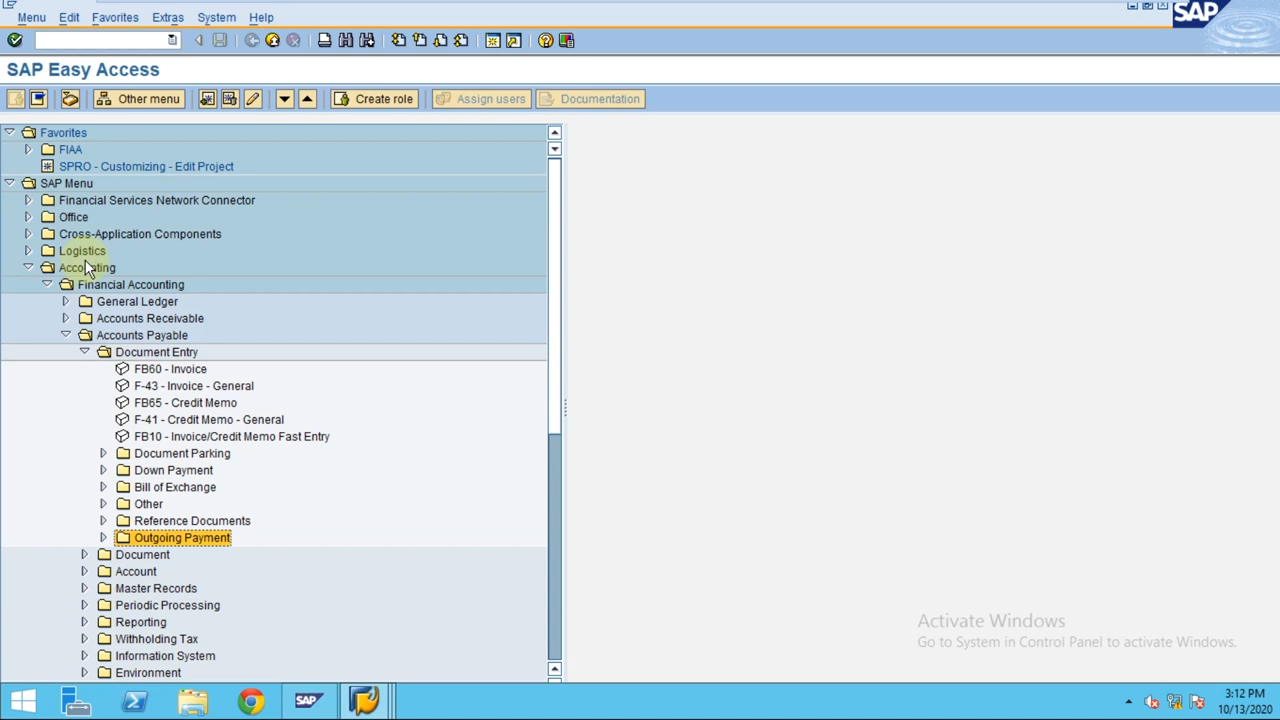 Menu Edit Favorites Extras System Help
SAP
SAP Easy Access
Other menu Create role Assign users Documentation
Favorites
FIAA
SPRO - Customizing - Edit Project
SAP Menu
Financial Services Network Connector
Office
Cross-Application Components
Logistics
Accounting
Financial Accounting
General Ledger
Accounts Receivable
Accounts Payable
Document Entry
FB60 - Invoice
F-43 - Invoice - General
FB65 - Credit Memo
F-41 - Credit Memo - General
FB10 - Invoice/Credit Memo Fast Entry
Document Parking
Down Payment
Bill of Exchange
Other
Reference Documents
Outgoing Payment
Document
Account
Master Records
Periodic Processing
Reporting
Withholding Tax
Information System
Environment
Activate Windows
Go to System in Control Panel to activate Windows.
SAP
3:12 PM
10/13/2020